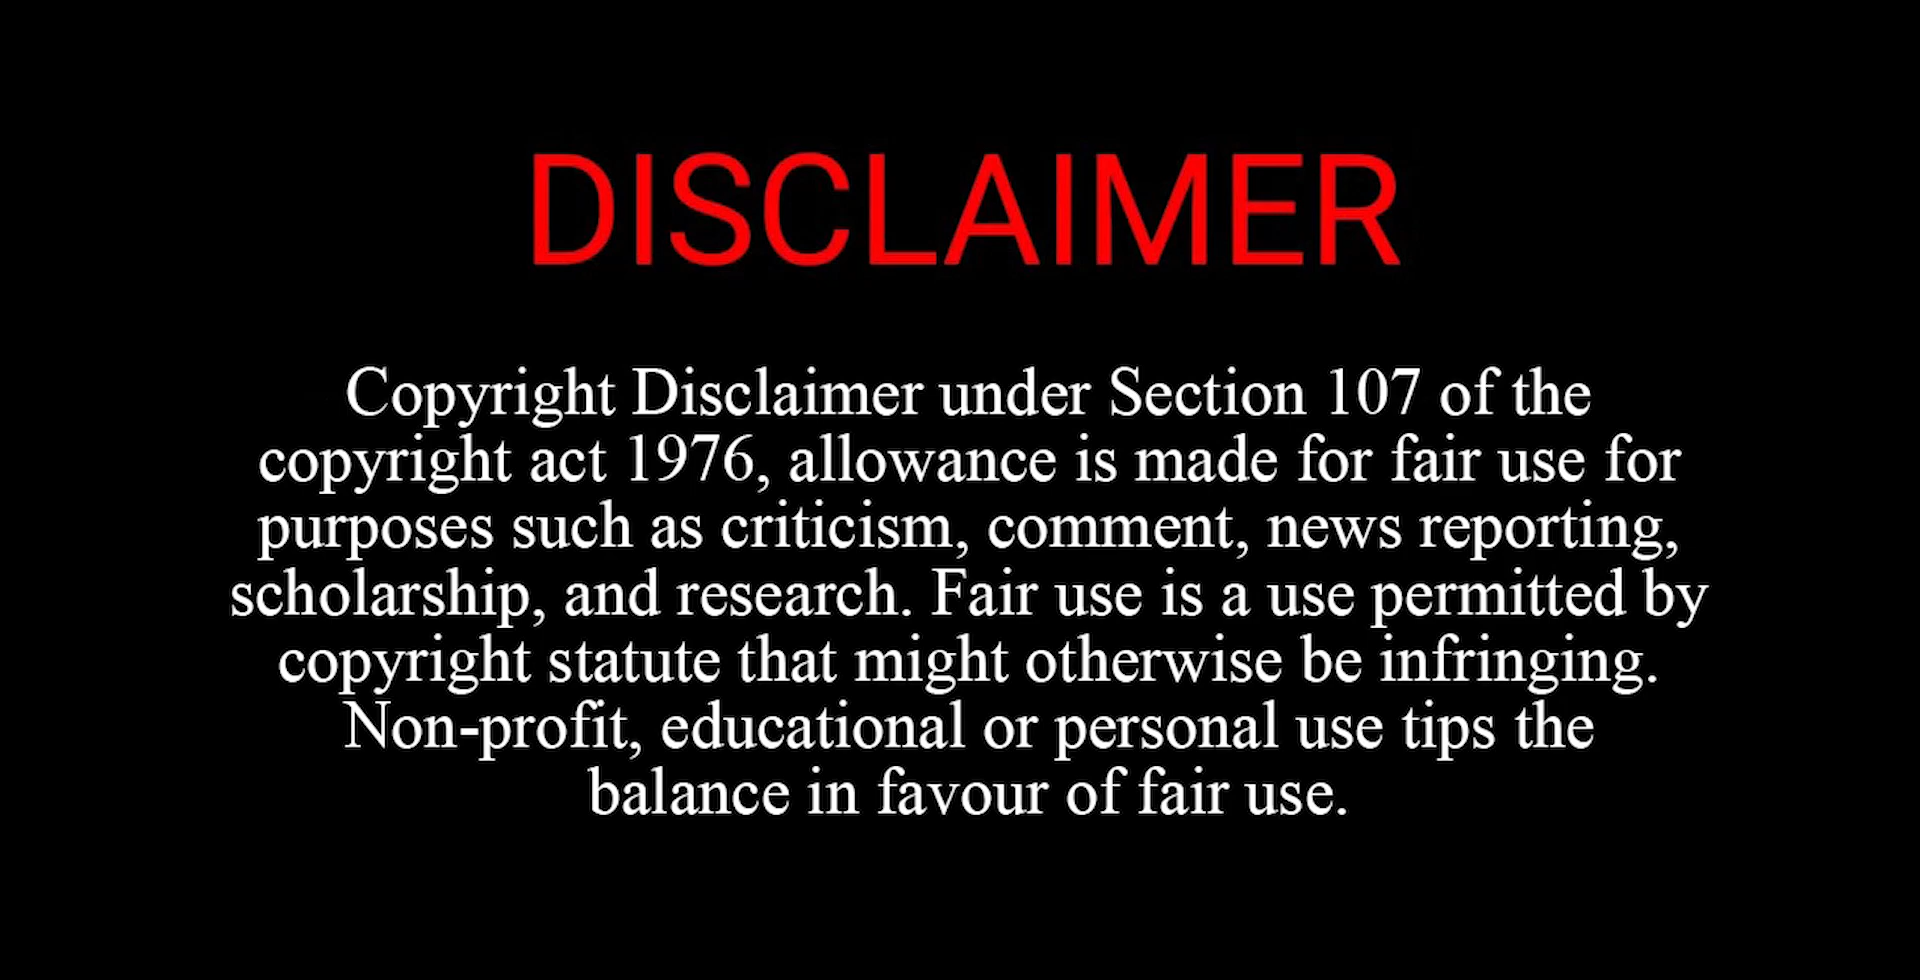 DISCLAIMER
Copyright Disclaimer under Section 107 of the
copyright act 1976, allowance is made for fair use for
purposes such as criticism, comment, news reporting,
scholarship, and research. Fair use is a use permitted by
copyright statute that might otherwise be infringing.
Non-profit, educational or personal use tips the
balance in favour of fair use.